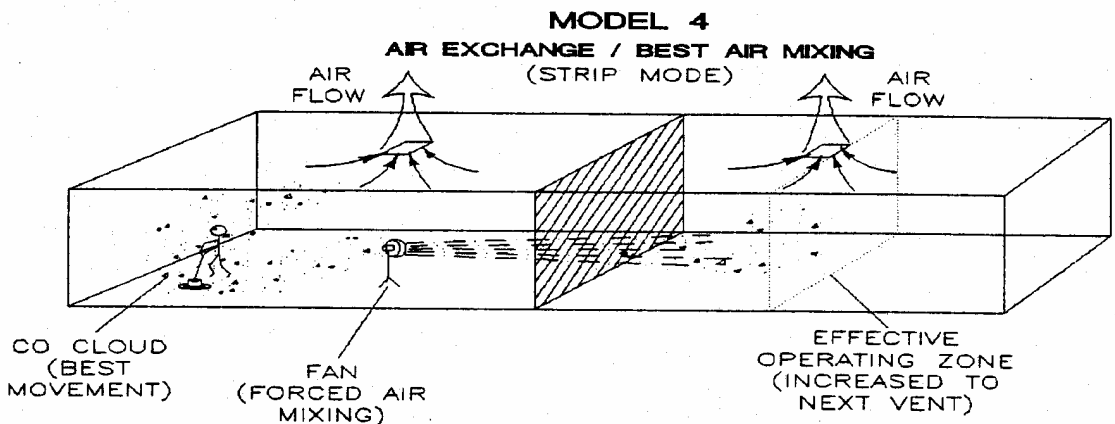 MODEL 4
AIR EXCHANGE / BEST AIR MIXING
(STRIP MODE)
AIR
FLOW
AIR
FLOW
CO CLOUD
(BEST
MOVEMENT)
FAN
(FORCED AIR
MIXING)
EFFECTIVE
OPERATING ZONE
(INCREASED TO
NEXT VENT)